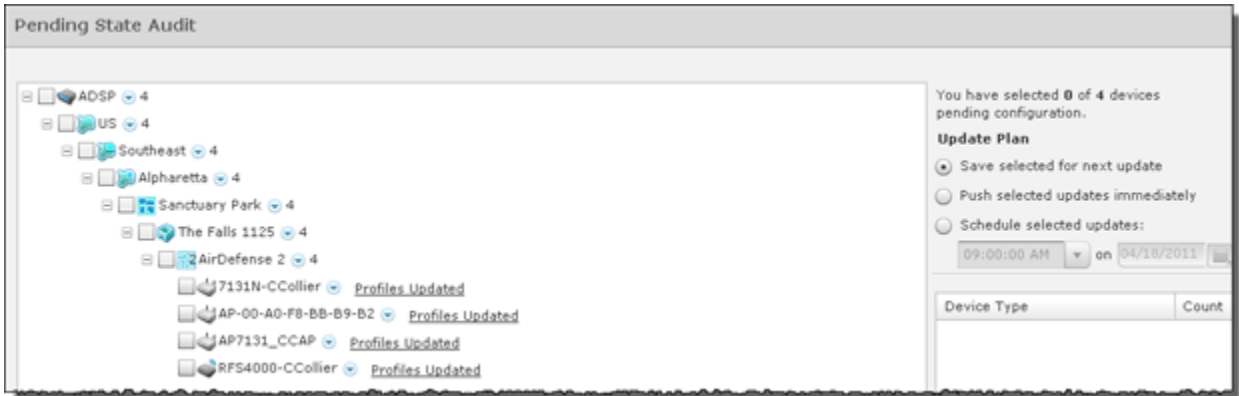 Pending State Audit
ADSP 4
US 4
Southeast 4
Alpharetta 4
Sanctuary Park 4
The Falls 1125 4
AirDefense 2 4
7131N-CCollier Profiles Updated
AP-00-A0-F8-BB-B9-B2 Profiles Updated
AP7131_CCAP Profiles Updated
RFS4000-CCollier Profiles Updated
You have selected 0 of 4 devices
pending configuration.
Update Plan
Save selected for next update
Push selected updates immediately
Schedule selected updates:
09:00:00 AM on 04/18/2011
Device Type Count